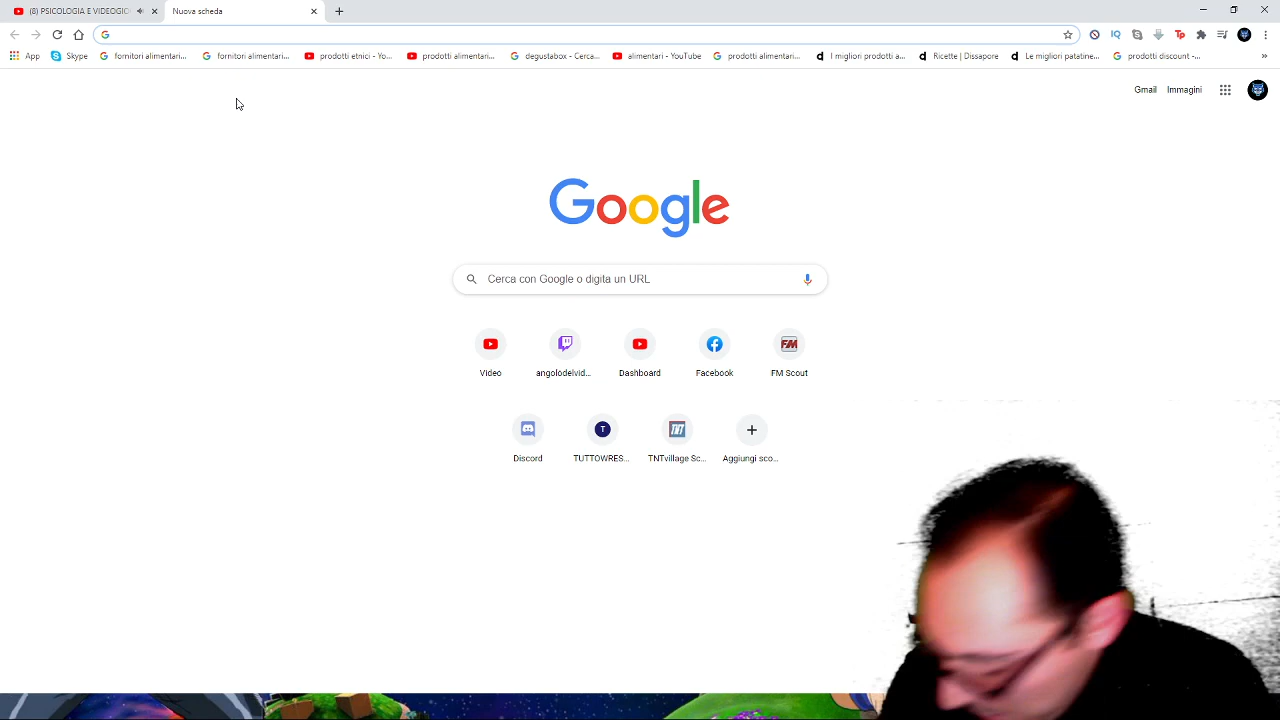 (8) PSICOLOGIA E VIDEOGIO
Nuova scheda
App
Skype
fornitori alimentari...
fornitori alimentari...
prodotti etnici - Yo...
prodotti alimentari...
degustabox - Cerca...
alimentari - YouTube
prodotti alimentari...
I migliori prodotti a...
Ricette | Dissapore
Le migliori patatine...
prodotti discount -...
»
Gmail
Immagini
Google
Cerca con Google o digita un URL
Video
angolodelvid...
Dashboard
Facebook
FM Scout
Discord
TUTTOWRES...
TNTvillage Sc...
Aggiungi sco...